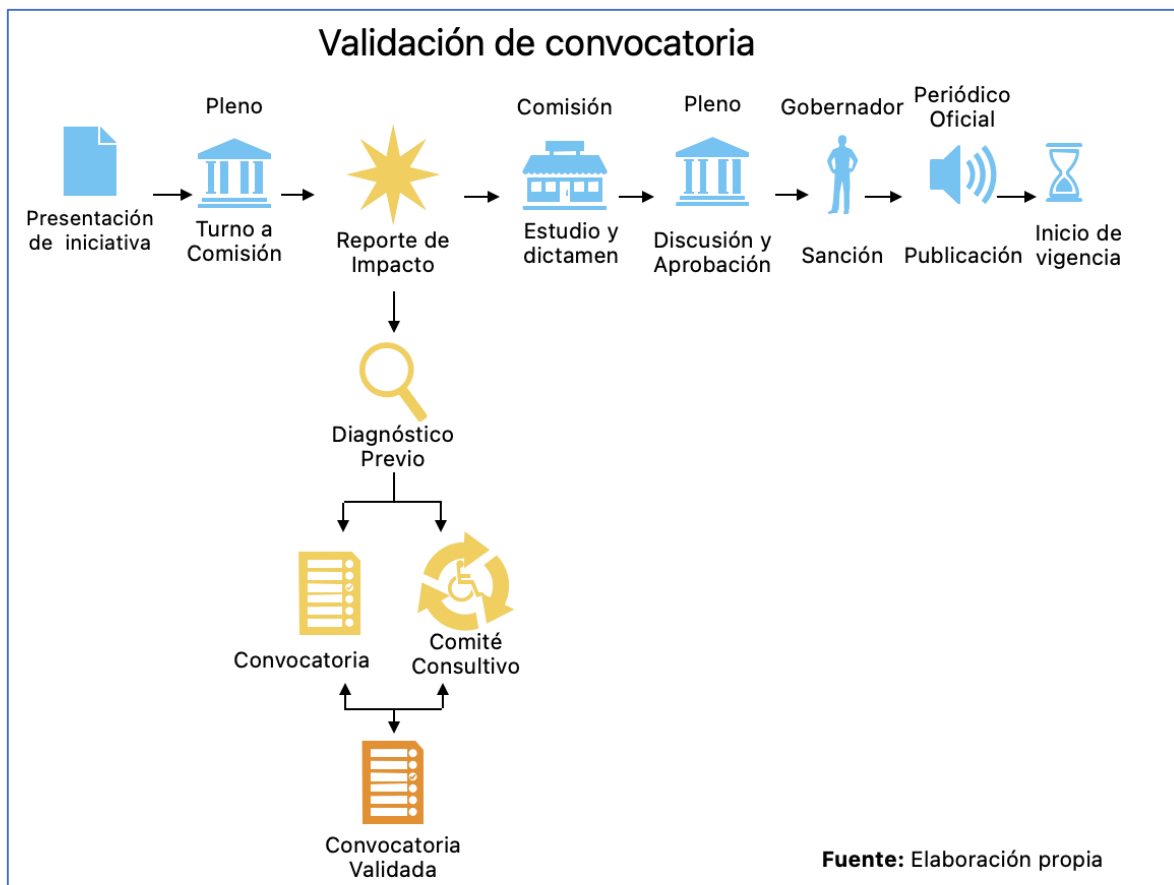 Validación de convocatoria
Pleno
Comisión
Pleno
Gobernador
Periódico
Oficial
Presentación
de iniciativa
Turno a
Comisión
Reporte de
Impacto
Estudio y
dictamen
Discusión y
Aprobación
Sanción
Publicación
Inicio de
vigencia
Diagnóstico
Previo
Convocatoria
Comité
Consultivo
Convocatoria
Validada
Fuente: Elaboración propia